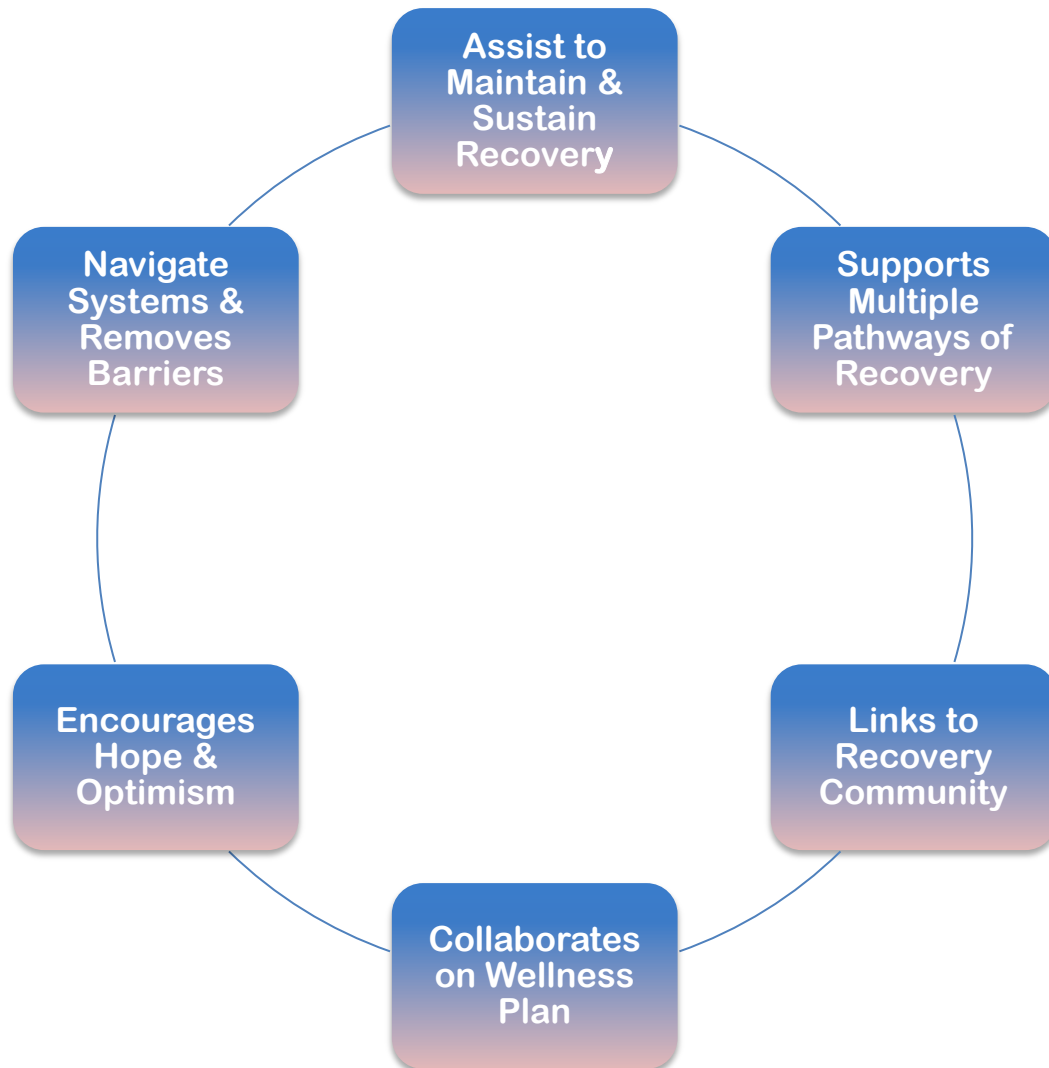 Assist to
Maintain &
Sustain
Recovery
Supports
Multiple
Pathways of
Recovery
Links to
Recovery
Community
Collaborates
on Wellness
Plan
Encourages
Hope &
Optimism
Navigate
Systems &
Removes
Barriers